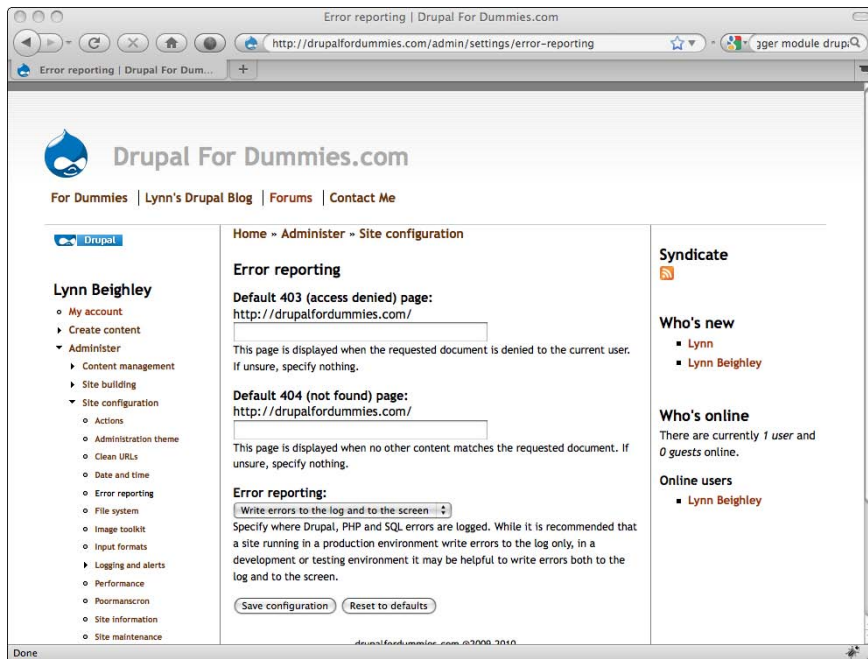 Error reporting | Drupal For Dummies.com
http://drupalfordummies.com/admin/settings/error-reporting
gger module drup
Error reporting | Drupal For Dum...
+
Drupal For Dummies.com
For Dummies | Lynn's Drupal Blog | Forums | Contact Me
Drupal
Lynn Beighley
My account
Create content
Administer
Content management
Site building
Site configuration
Actions
Administration theme
Clean URLs
Date and time
Error reporting
File system
Image toolkit
Input formats
Logging and alerts
Performance
Poormanscron
Site information
Site maintenance
Home » Administer » Site configuration
Error reporting
Default 403 (access denied) page:
http://drupalfordummies.com/
This page is displayed when the requested document is denied to the current user.
If unsure, specify nothing.
Default 404 (not found) page:
http://drupalfordummies.com/
This page is displayed when no other content matches the requested document. If
unsure, specify nothing.
Error reporting:
Write errors to the log and to the screen
Specify where Drupal, PHP and SQL errors are logged. While it is recommended that
a site running in a production environment write errors to the log only, in a
development or testing environment it may be helpful to write errors both to the
log and to the screen.
Save configuration
Reset to defaults
drupalfordummies.com ©2009-2010
Syndicate
Who's new
Lynn
Lynn Beighley
Who's online
There are currently 1 user and
0 guests online.
Online users
Lynn Beighley
Done